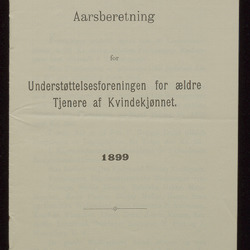 Aarsberetning
for
Understøttelsesforeningen for ældre
Tjenere af Kvindekjønnet.
1899